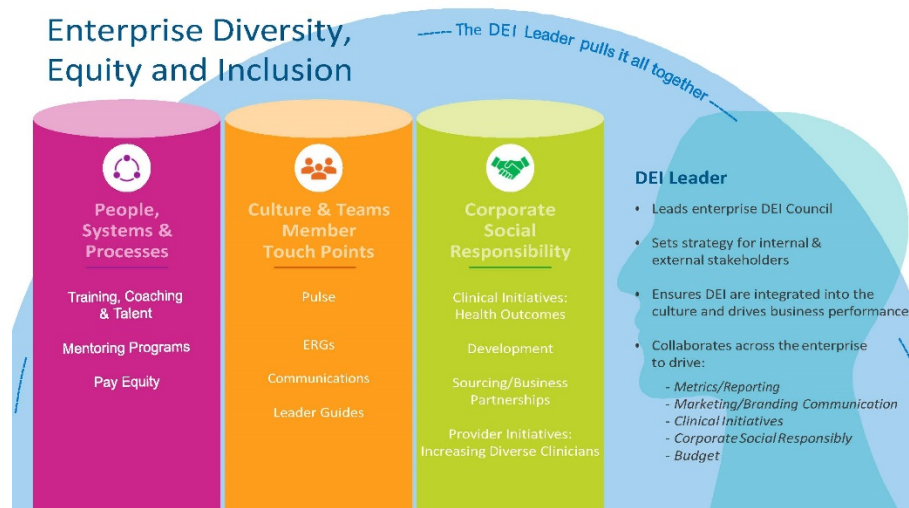 Enterprise Diversity,
Equity and Inclusion
------ The DEI Leader pulls it all together ------
People,
Systems &
Processes
Training, Coaching
& Talent
Mentoring Programs
Pay Equity
Culture & Teams
Member
Touch Points
Pulse
ERGs
Communications
Leader Guides
Corporate
Social
Responsibility
Clinical Initiatives:
Health Outcomes
Development
Sourcing/Business
Partnerships
Provider Initiatives:
Increasing Diverse Clinicians
DEI Leader
• Leads enterprise DEI Council
• Sets strategy for internal &
external stakeholders
• Ensures DEI are integrated into the
culture and drives business performance
• Collaborates across the enterprise
to drive:
- Metrics/Reporting
- Marketing/Branding Communication
- Clinical Initiatives
- Corporate Social Responsibly
- Budget